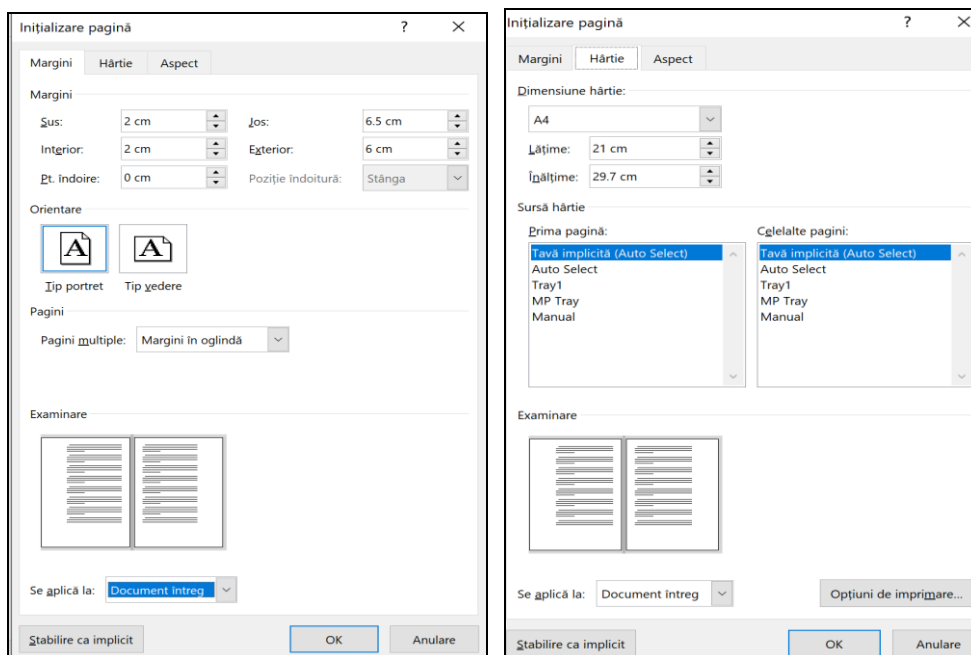 Inițializare pagină ?
Margini Hârtie Aspect
Margini
Sus: 2 cm Jos: 6.5 cm
Interior: 2 cm Exterior: 6 cm
Pt. îndoire: 0 cm Poziție îndoitură: Stânga
Orientare
A A
Tip portret Tip vedere
Pagini
Pagini multiple: Margini în oglindă
Examinare
Se aplică la: Document întreg
Stabilire ca implicit OK Anulare
Inițializare pagină ?
Margini Hârtie Aspect
Dimensiune hârtie:
A4
Lățime: 21 cm
Înălțime: 29.7 cm
Sursă hârtie
Prima pagină: Celelalte pagini:
Tavă implicită (Auto Select) Tavă implicită (Auto Select)
Auto Select Auto Select
Tray1 Tray1
MP Tray MP Tray
Manual Manual
Examinare
Se aplică la: Document întreg Opțiuni de imprimare...
Stabilire ca implicit OK Anulare